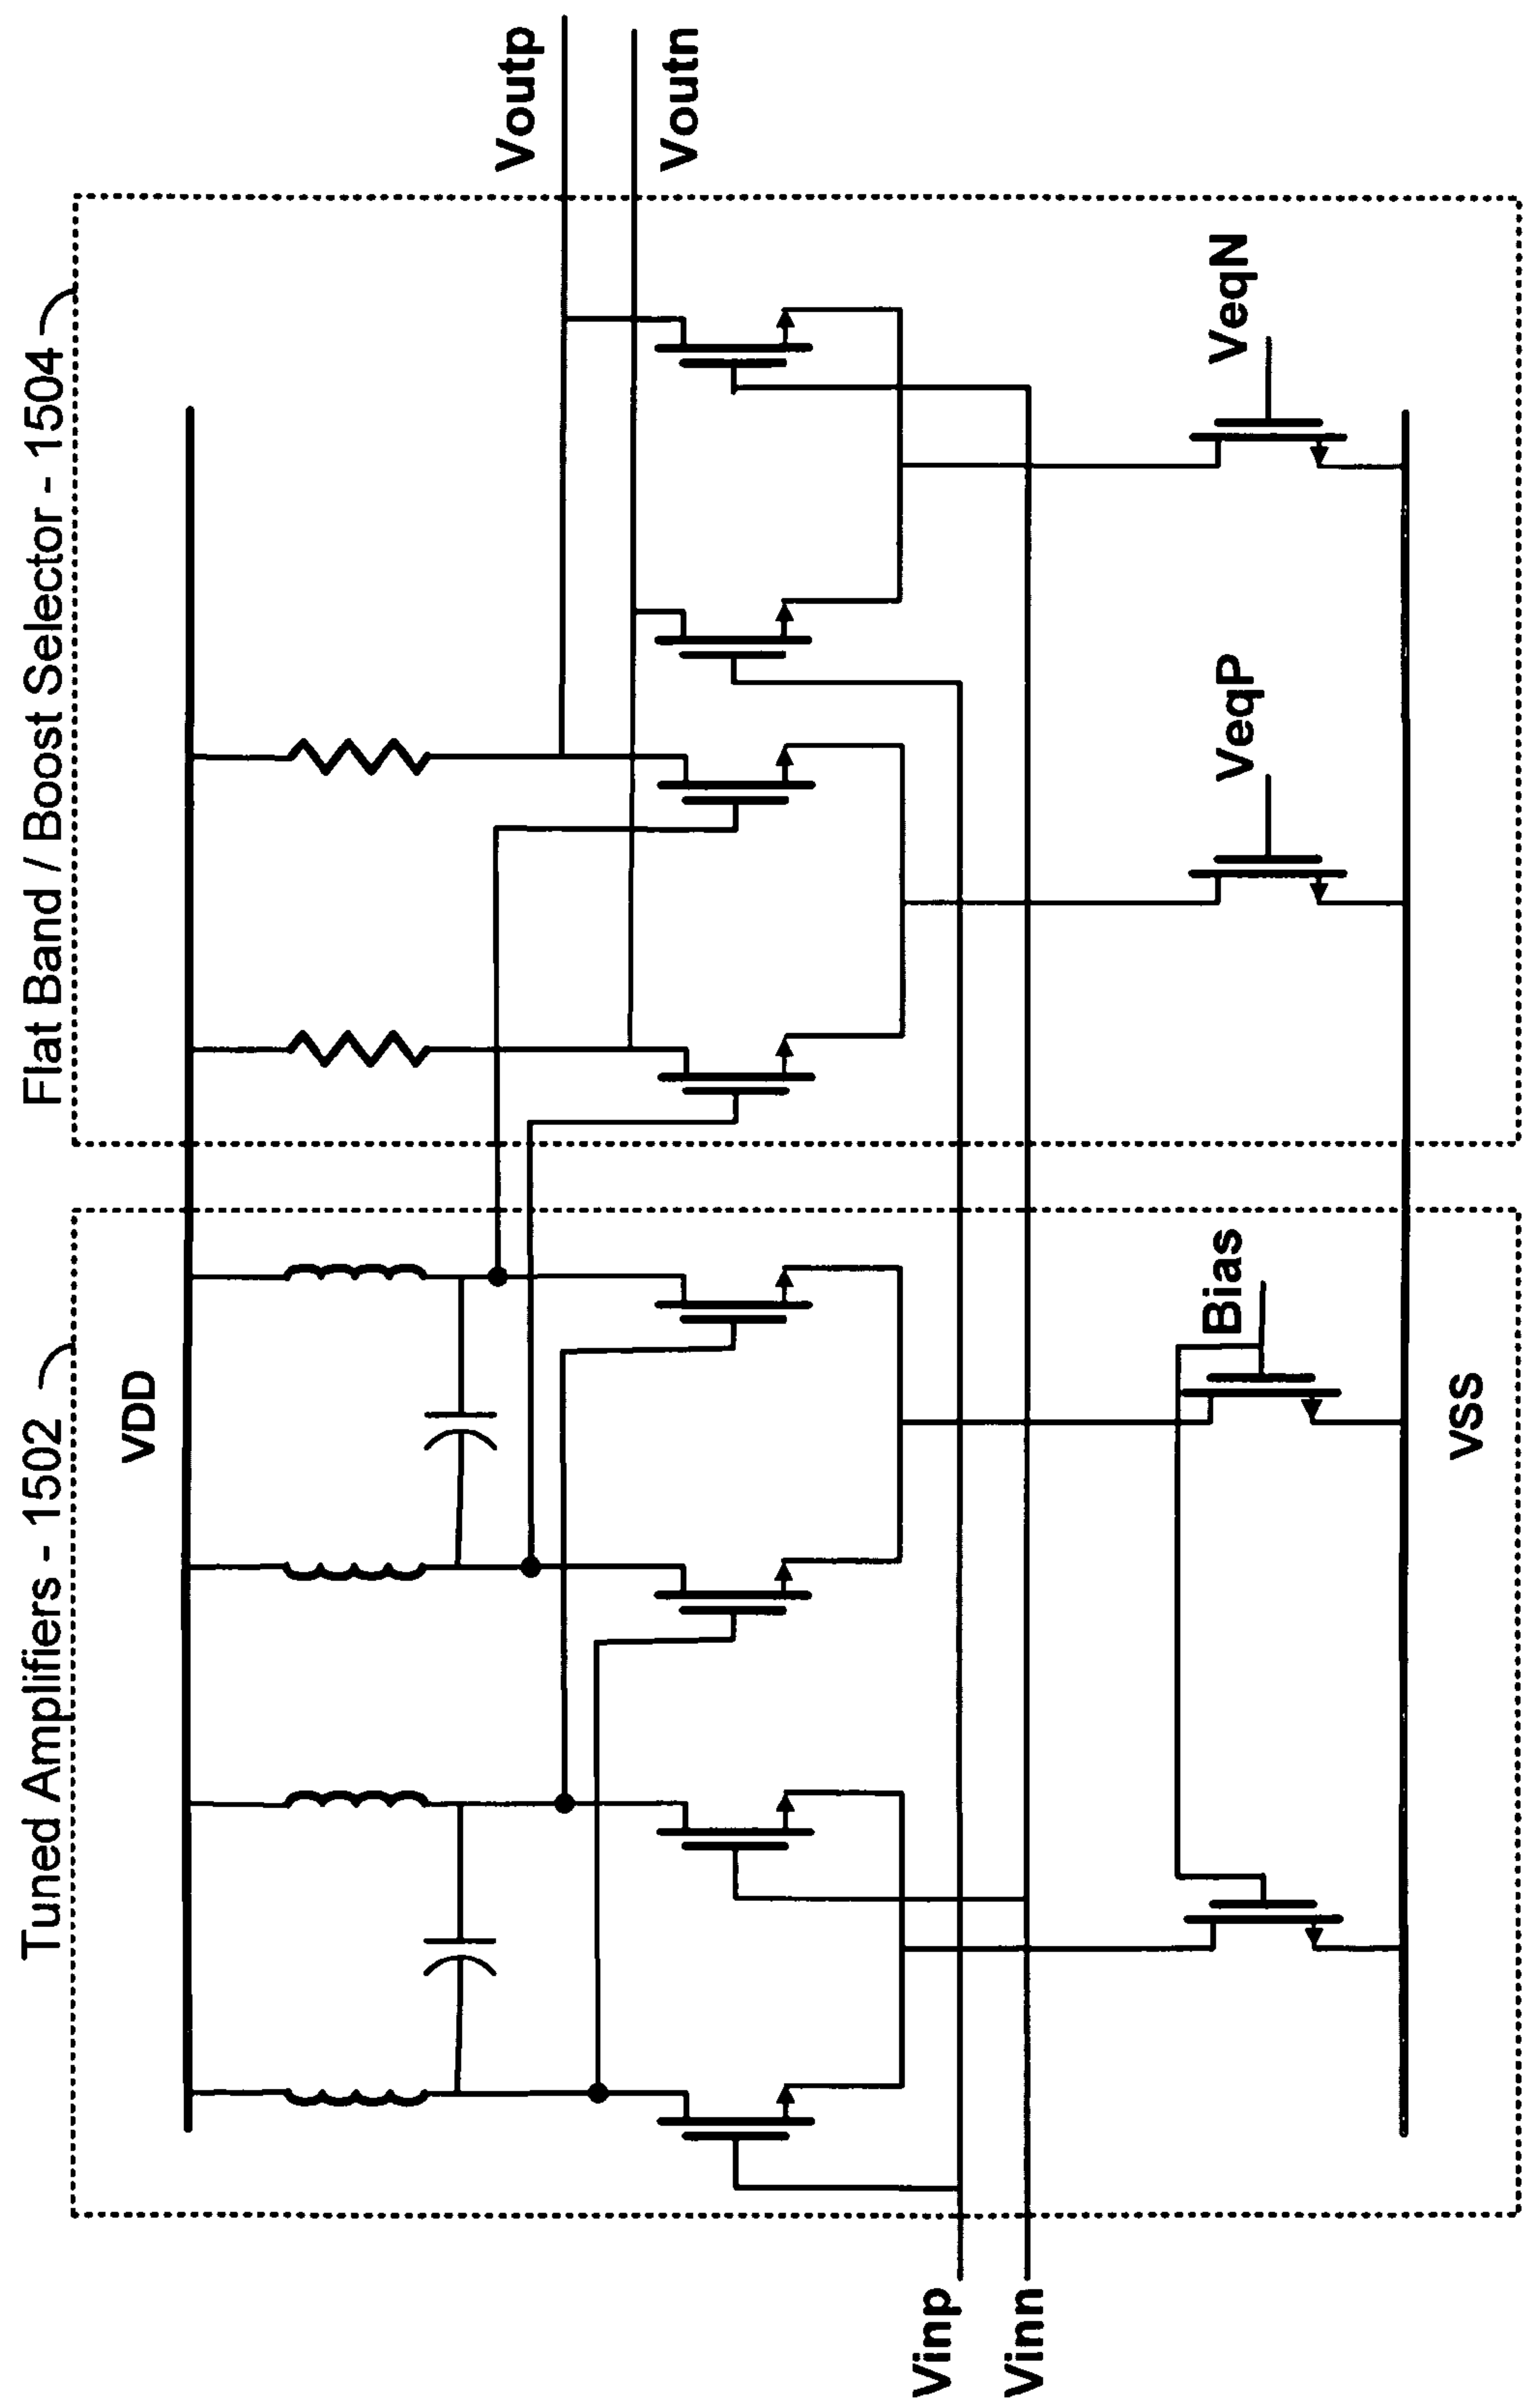 Tuned Amplifiers - 1502
Flat Band / Boost Selector - 1504
VDD
Voutp
Voutn
Vinp
Vinn
Bias
VeqP
VeqN
VSS